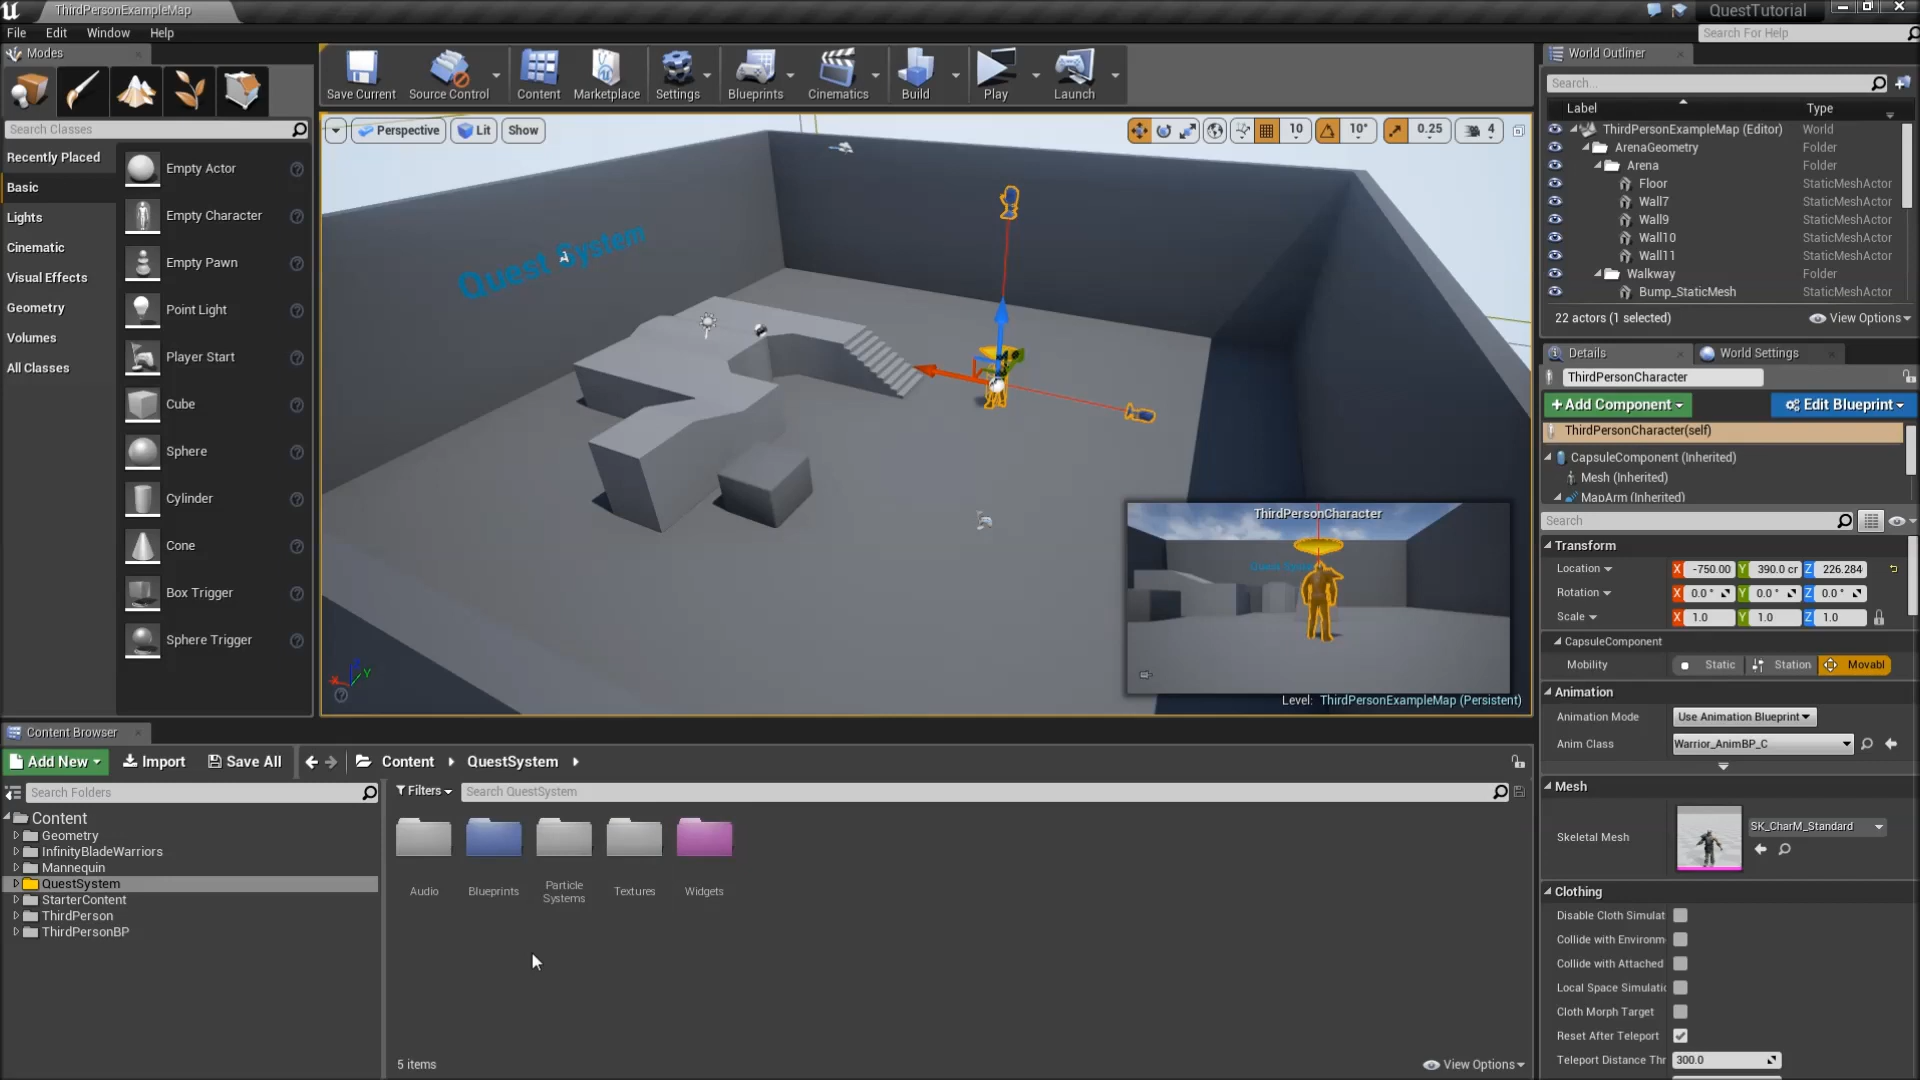 ThirdPersonExampleMap
QuestTutorial
File Edit Window Help
Search For Help
Modes
Search Classes
Recently Placed
Basic
Lights
Cinematic
Visual Effects
Geometry
Volumes
All Classes
Empty Actor
Empty Character
Empty Pawn
Point Light
Player Start
Cube
Sphere
Cylinder
Cone
Box Trigger
Sphere Trigger
Save Current Source Control Content Marketplace Settings Blueprints Cinematics Build Play Launch
Perspective Lit Show
10 10° 0.25 4
Quest System
ThirdPersonCharacter
Level: ThirdPersonExampleMap (Persistent)
World Outliner
Search...
Label Type
ThirdPersonExampleMap (Editor) World
ArenaGeometry Folder
Arena Folder
Floor StaticMeshActor
Wall7 StaticMeshActor
Wall9 StaticMeshActor
Wall10 StaticMeshActor
Wall11 StaticMeshActor
Walkway Folder
Bump_StaticMesh StaticMeshActor
22 actors (1 selected) View Options
Details World Settings
ThirdPersonCharacter
+Add Component Edit Blueprint
ThirdPersonCharacter(self)
CapsuleComponent (Inherited)
Mesh (Inherited)
MapArm (Inherited)
Search
Transform
Location X -750.00 Y 390.0 cr Z 226.284
Rotation X 0.0 ° Y 0.0 ° Z 0.0 °
Scale X 1.0 Y 1.0 Z 1.0
CapsuleComponent
Mobility Static Station Movabl
Animation
Animation Mode Use Animation Blueprint
Anim Class Warrior_AnimBP_C
Mesh
Skeletal Mesh SK_CharM_Standard
Clothing
Disable Cloth Simulat
Collide with Environm
Collide with Attached
Local Space Simulatic
Cloth Morph Target
Reset After Teleport
Teleport Distance Thr 300.0
Content Browser
Add New Import Save All Content QuestSystem
Search Folders
Filters Search QuestSystem
Content
Geometry
InfinityBladeWarriors
Mannequin
QuestSystem
StarterContent
ThirdPerson
ThirdPersonBP
Audio
Blueprints
Particle
Systems
Textures
Widgets
5 items View Options